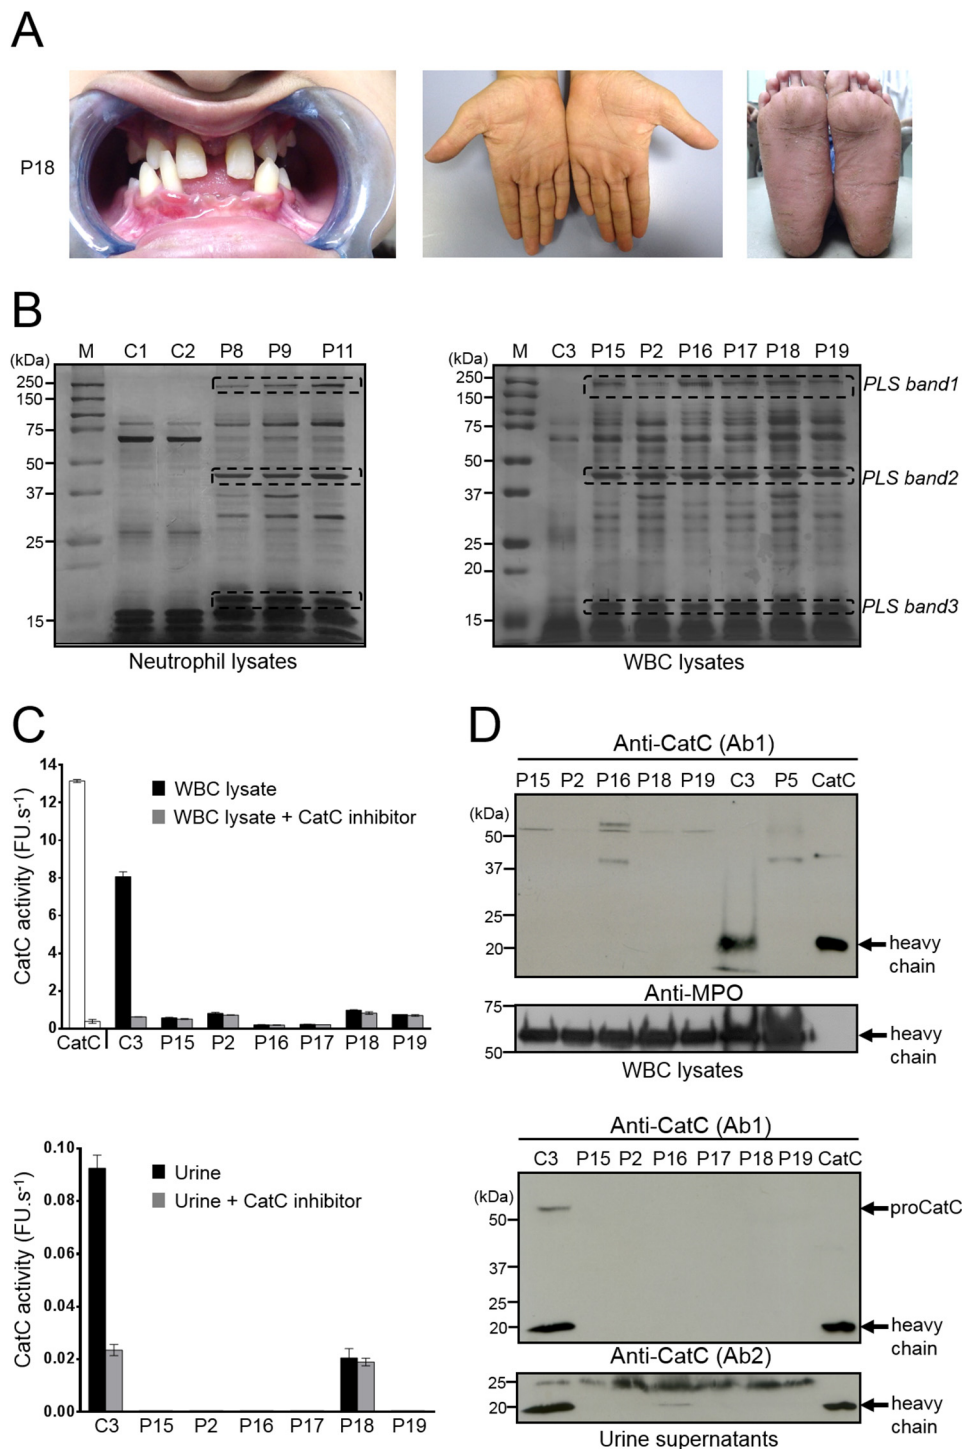 A
P18
B
(kDa) M C1 C2 P8 P9 P11
250
150
75
50
37
25
15
Neutrophil lysates
(kDa) M C3 P15 P2 P16 P17 P18 P19
250
150
75
50
37
25
20
15
PLS band1
PLS band2
PLS band3
WBC lysates
C
14
12
10
8
6
4
2
0
CatC activity (FU.s-1)
WBC lysate
WBC lysate + CatC inhibitor
CatC C3 P15 P2 P16 P17 P18 P19
0.10
0.08
0.06
0.04
0.02
0.00
CatC activity (FU.s-1)
Urine
Urine + CatC inhibitor
C3 P15 P2 P16 P17 P18 P19
D
Anti-CatC (Ab1)
P15 P2 P16 P18 P19 C3 P5 CatC
(kDa)
50
37
25
20
heavy
chain
Anti-MPO
75
50
heavy
chain
WBC lysates
Anti-CatC (Ab1)
C3 P15 P2 P16 P17 P18 P19 CatC
(kDa)
50
37
25
20
proCatC
heavy
chain
Anti-CatC (Ab2)
25
20
heavy
chain
Urine supernatants